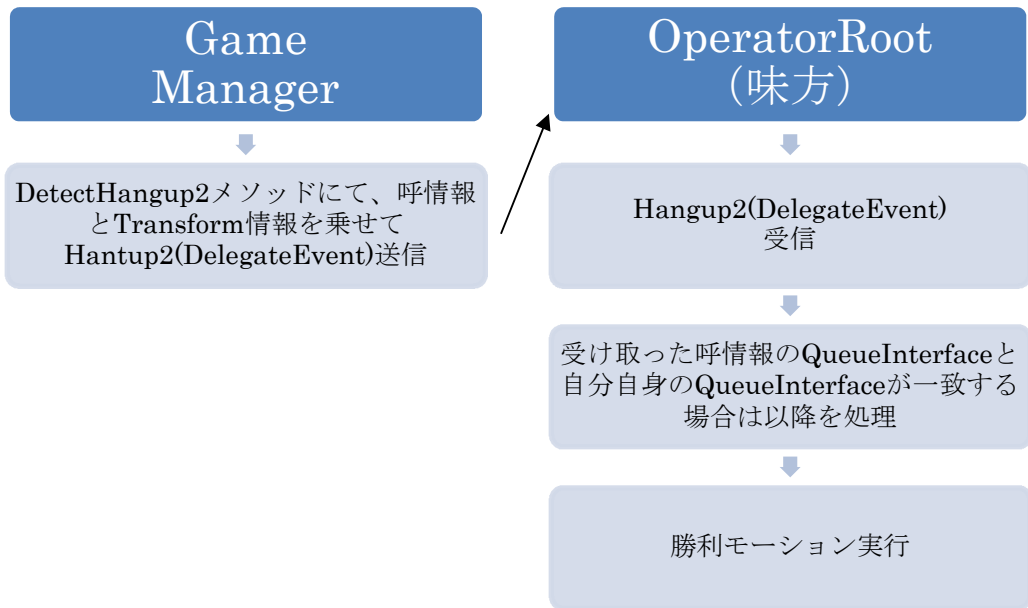 Game
Manager
DetectHangup2メソッドにて、呼情報
とTransform情報を乗せて
Hantup2(DelegateEvent)送信
OperatorRoot
（味方）
Hangup2(DelegateEvent)
受信
受け取った呼情報のQueueInterfaceと
自分自身のQueueInterfaceが一致する
場合は以降を処理
勝利モーション実行